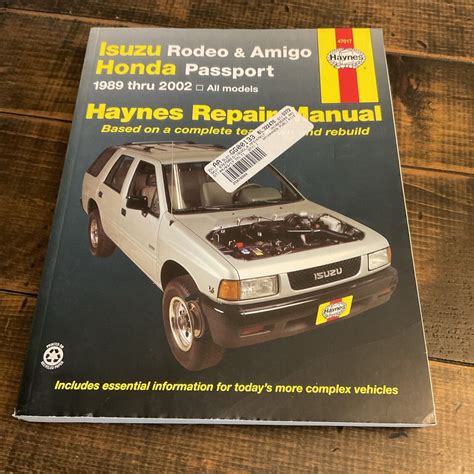 Isuzu Rodeo & Amigo
Honda Passport
1989 thru 2002 □ All models
47017
Haynes
Haynes Repair Manual
Based on a complete and rebuild
ISUZU
Haynes
Includes essential information for today's more complex vehicles